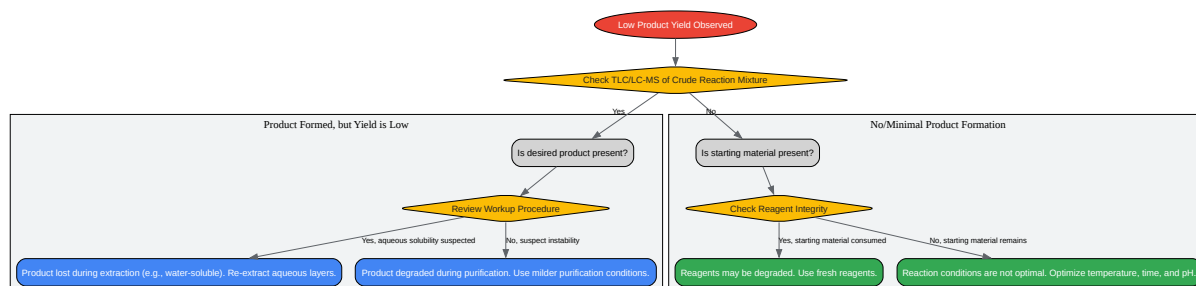 Low Product Yield Observed
Check TLC/LC-MS of Crude Reaction Mixture
Yes
No
Product Formed, but Yield is Low
No/Minimal Product Formation
Is desired product present?
Is starting material present?
Review Workup Procedure
Check Reagent Integrity
Yes, aqueous solubility suspected
No, suspect instability
Yes, starting material consumed
No, starting material remains
Product lost during extraction (e.g., water-soluble). Re-extract aqueous layers.
Product degraded during purification. Use milder purification conditions.
Reagents may be degraded. Use fresh reagents.
Reaction conditions are not optimal. Optimize temperature, time, and pH.